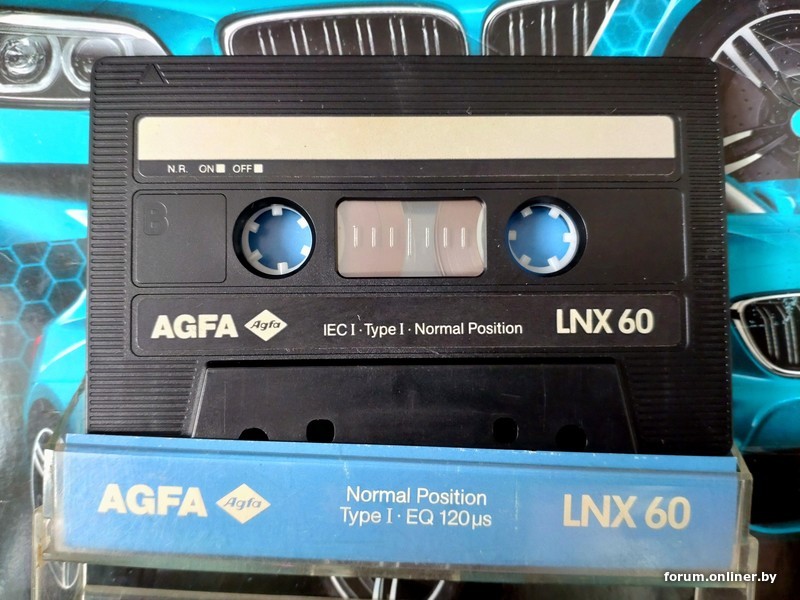 N.R. ON OFF
B
AGFA Agfa IEC I · Type I · Normal Position LNX 60
AGFA Agfa Normal Position LNX 60
Type I · EQ 120µs
forum.onliner.by